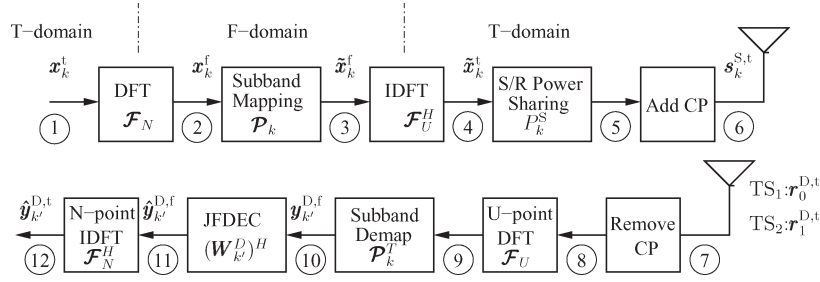 T-domain F-domain T-domain
x_k^t x_k^f x̃_k^f x̃_k^t s_k^{S,t}
DFT
𝓕_N
Subband
Mapping
𝓟_k
IDFT
𝓕_U^H
S/R Power
Sharing
P_k^S
Add CP
1 2 3 4 5 6
ŷ_{k'}^{D,t} ŷ_{k'}^{D,f} y_{k'}^{D,f}
N-point
IDFT
𝓕_N^H
JFDEC
(W_{k'}^D)^H
Subband
Demap
𝓟_k^T
U-point
DFT
𝓕_U
Remove
CP
TS_1:r_0^{D,t}
TS_2:r_1^{D,t}
12 11 10 9 8 7